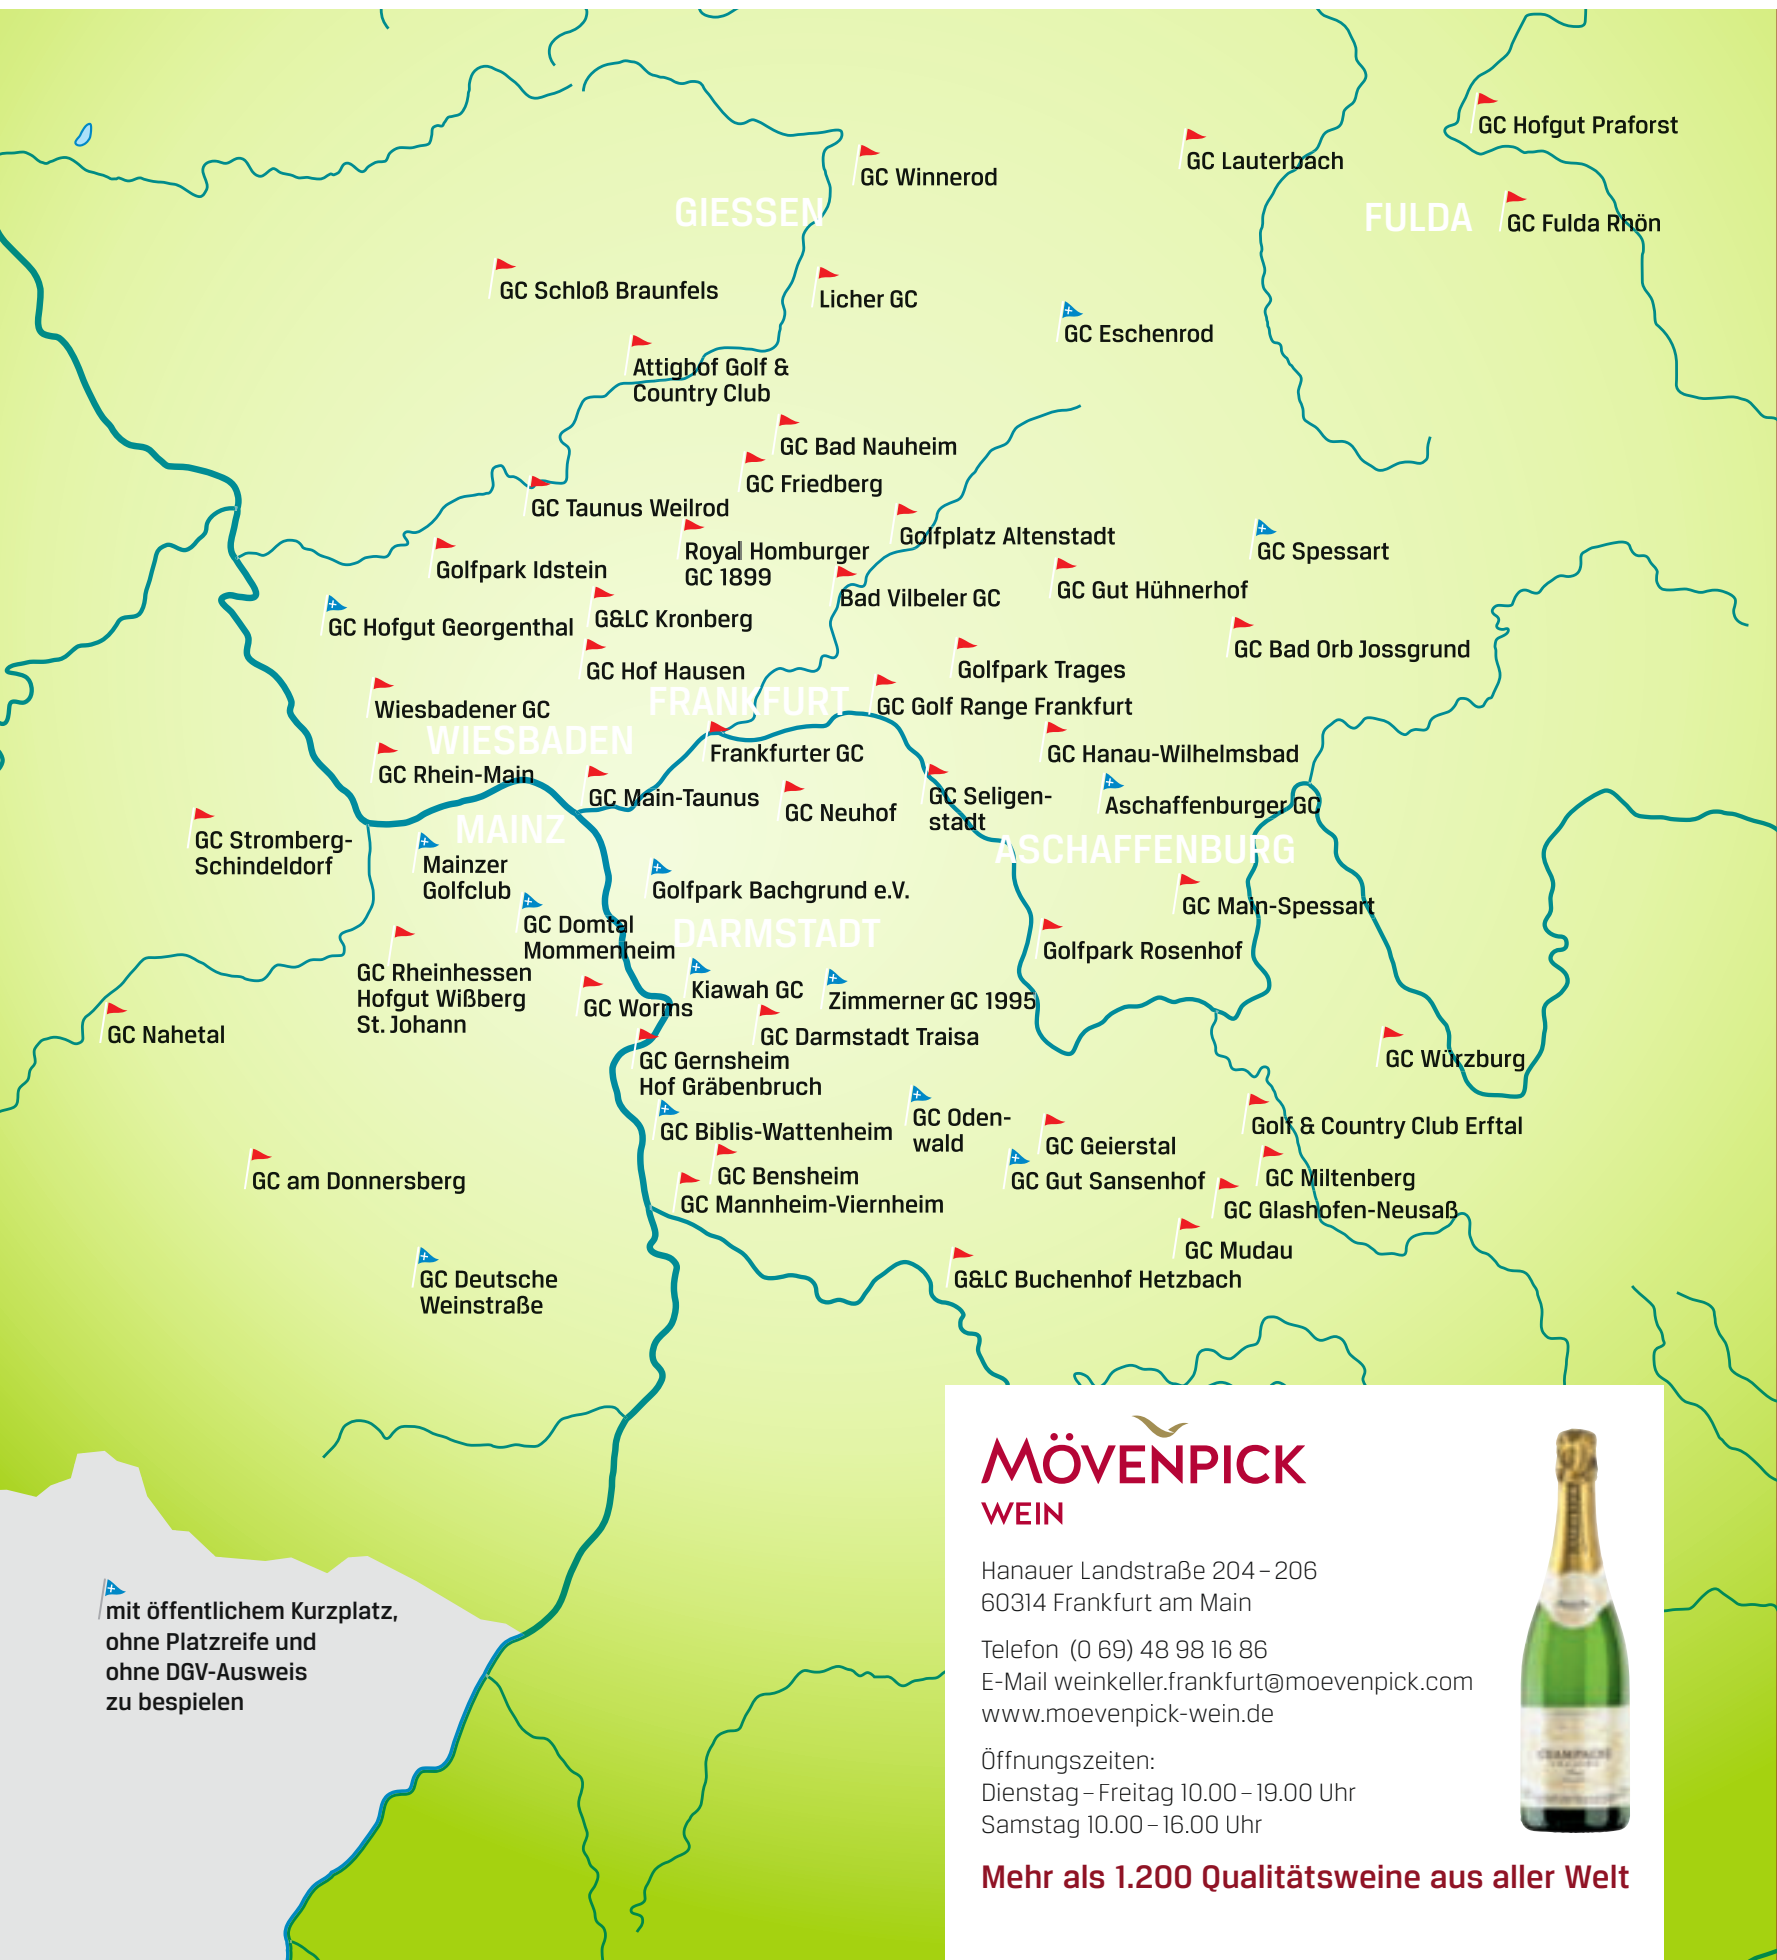 GC Hofgut Praforst
GC Lauterbach
GC Winnerod
GIESSEN
FULDA
GC Fulda Rhön
GC Schloß Braunfels
Licher GC
GC Eschenrod
Attighof Golf &
Country Club
GC Bad Nauheim
GC Friedberg
GC Taunus Weilrod
Golfplatz Altenstadt
Royal Homburger
GC 1899
GC Spessart
Golfpark Idstein
Bad Vilbeler GC
GC Gut Hühnerhof
GC Hofgut Georgenthal
G&LC Kronberg
GC Bad Orb Jossgrund
GC Hof Hausen
Golfpark Trages
FRANKFURT
Wiesbadener GC
GC Golf Range Frankfurt
WIESBADEN
Frankfurter GC
GC Hanau-Wilhelmsbad
GC Rhein-Main
GC Main-Taunus
GC Neuhof
GC Seligen-
stadt
Aschaffenburger GC
MAINZ
GC Stromberg-
Schindeldorf
ASCHAFFENBURG
Mainzer
Golfclub
Golfpark Bachgrund e.V.
GC Main-Spessart
GC Domtal
Mommenheim
DARMSTADT
Golfpark Rosenhof
GC Rheinhessen
Hofgut Wißberg
St. Johann
Kiawah GC
Zimmerner GC 1995
GC Worms
GC Nahetal
GC Darmstadt Traisa
GC Gernsheim
Hof Gräbenbruch
GC Würzburg
GC Biblis-Wattenheim
GC Oden-
wald
Golf & Country Club Erftal
GC Geierstal
GC am Donnersberg
GC Bensheim
GC Gut Sansenhof
GC Miltenberg
GC Mannheim-Viernheim
GC Glashofen-Neusaß
GC Mudau
GC Deutsche
Weinstraße
G&LC Buchenhof Hetzbach
mit öffentlichem Kurzplatz,
ohne Platzreife und
ohne DGV-Ausweis
zu bespielen
MÖVENPICK
WEIN
Hanauer Landstraße 204 – 206
60314 Frankfurt am Main
Telefon (0 69) 48 98 16 86
E-Mail weinkeller.frankfurt@moevenpick.com
www.moevenpick-wein.de
Öffnungszeiten:
Dienstag – Freitag 10.00 – 19.00 Uhr
Samstag 10.00 – 16.00 Uhr
Mehr als 1.200 Qualitätsweine aus aller Welt